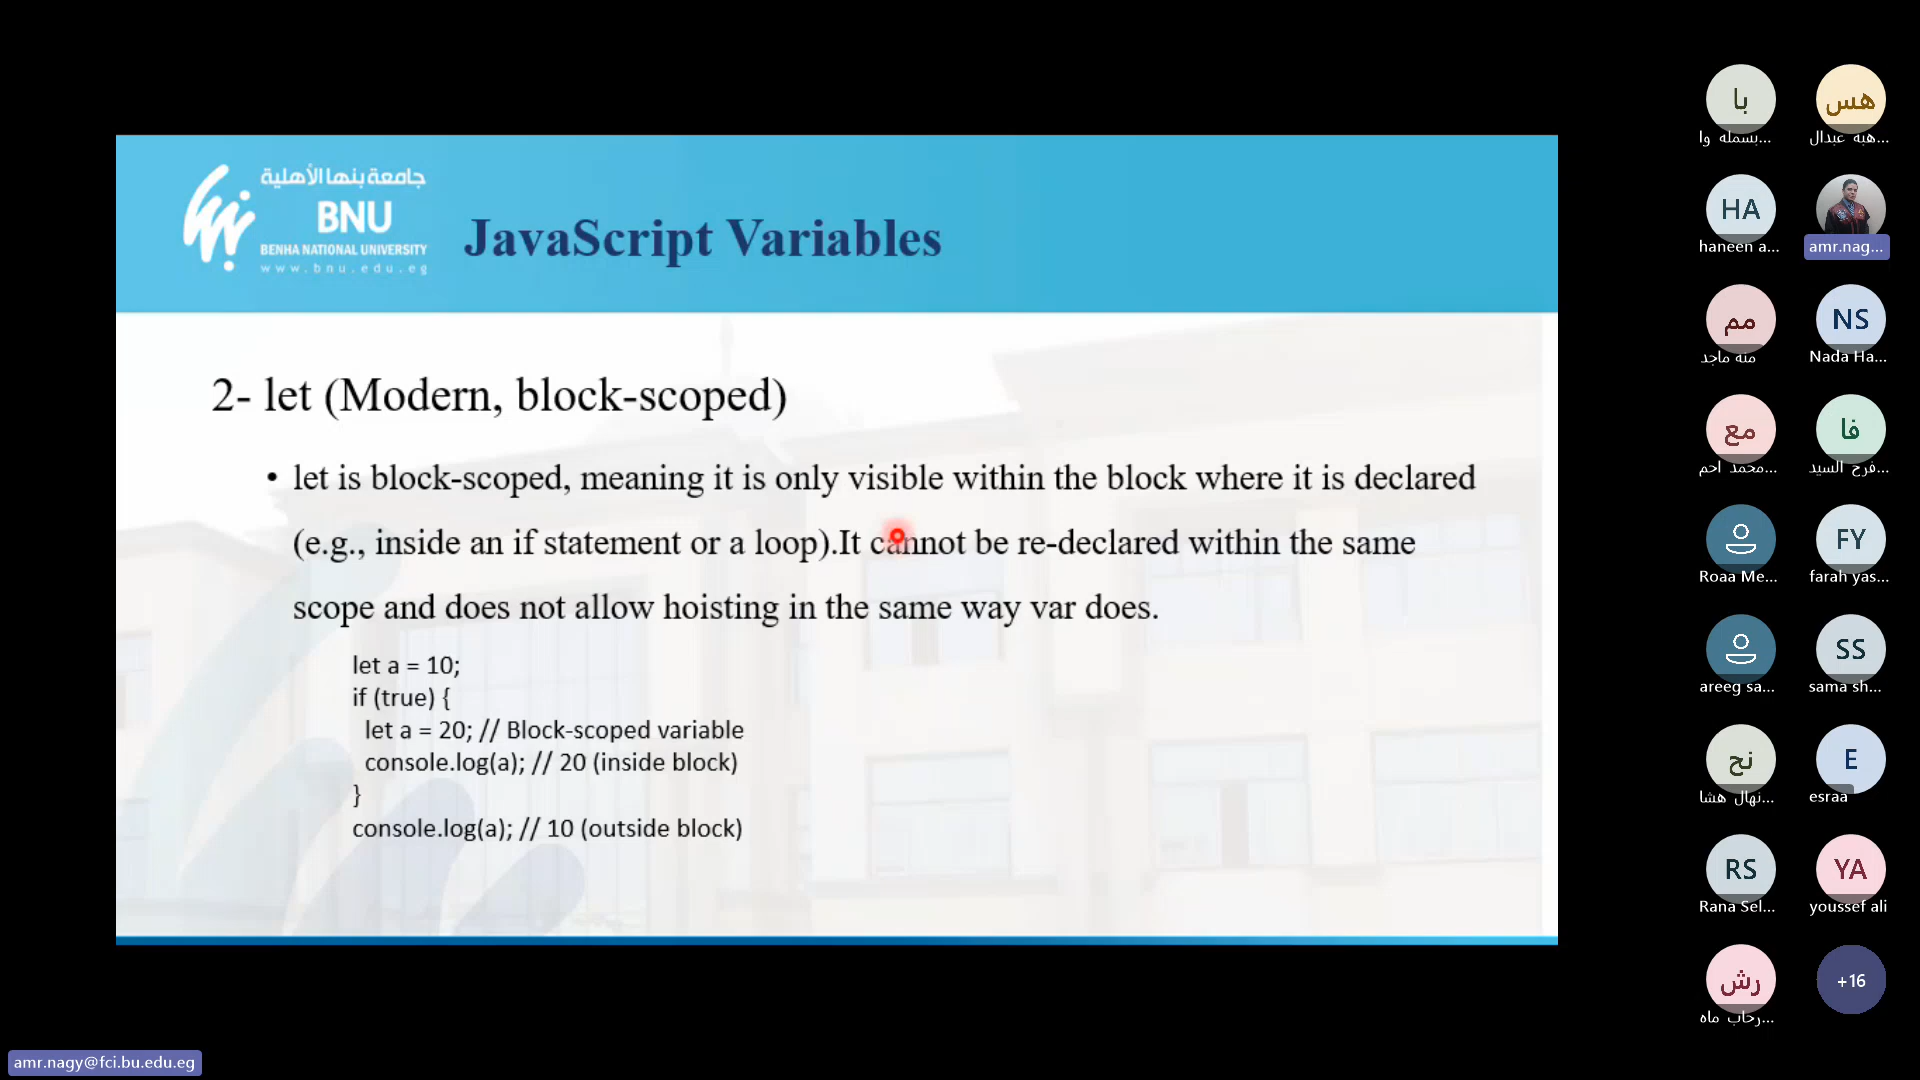 جامعة بنها الأهلية
BNU
BENHA NATIONAL UNIVERSITY
www.bnu.edu.eg
JavaScript Variables
2- let (Modern, block-scoped)
• let is block-scoped, meaning it is only visible within the block where it is declared
(e.g., inside an if statement or a loop).It cannot be re-declared within the same
scope and does not allow hoisting in the same way var does.
let a = 10;
if (true) {
let a = 20; // Block-scoped variable
console.log(a); // 20 (inside block)
}
console.log(a); // 10 (outside block)
با
بسمله وا...
هس
هبه عبدال...
HA
haneen a...
amr.nag...
مم
منه ماجد
NS
Nada Ha...
مع
محمد احم...
فا
فرح السيد...
Roaa Me...
FY
farah yas...
areeg sa...
SS
sama sh...
نح
نهال هشا...
E
esraa
RS
Rana Sel...
YA
youssef ali
رش
رحاب ماه...
+16
amr.nagy@fci.bu.edu.eg